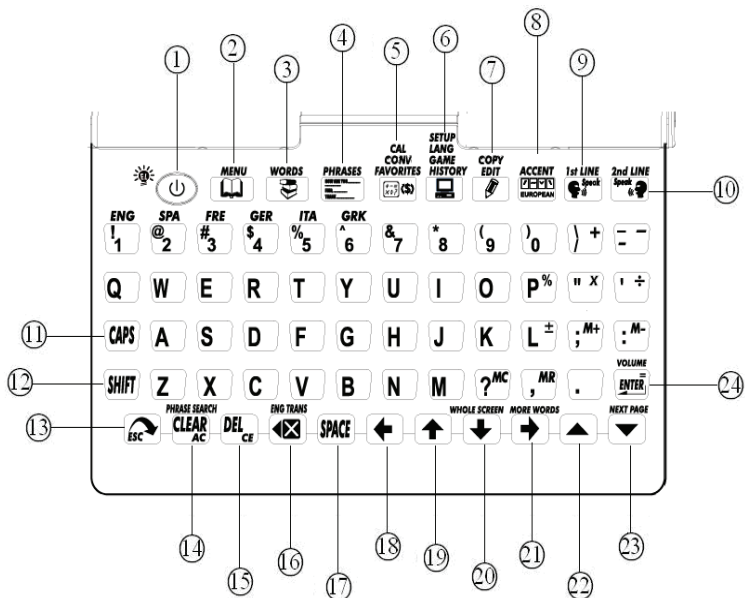 1 2 3 4 5 6 7 8 9 10
CAL
CONV
FAVORITES
SETUP
LANG
GAME
HISTORY
COPY
EDIT
MENU WORDS PHRASES ACCENT 1st LINE 2nd LINE
($) EUROPEAN Speak Speak
ENG SPA FRE GER ITA GRK
! 1 @ 2 # 3 $ 4 % 5 ^ 6 & 7 * 8 ( 9 ) 0 \ / + _ - −
Q W E R T Y U I O P % " X ' ÷
11 CAPS A S D F G H J K L ± ; M+ : M-
VOLUME
12 SHIFT Z X C V B N M ? MC , MR . ENTER = 24
PHRASE SEARCH ENG TRANS WHOLE SCREEN MORE WORDS NEXT PAGE
13 ESC CLEAR AC DEL CE SPACE
14 15 16 17 18 19 20 21 22 23